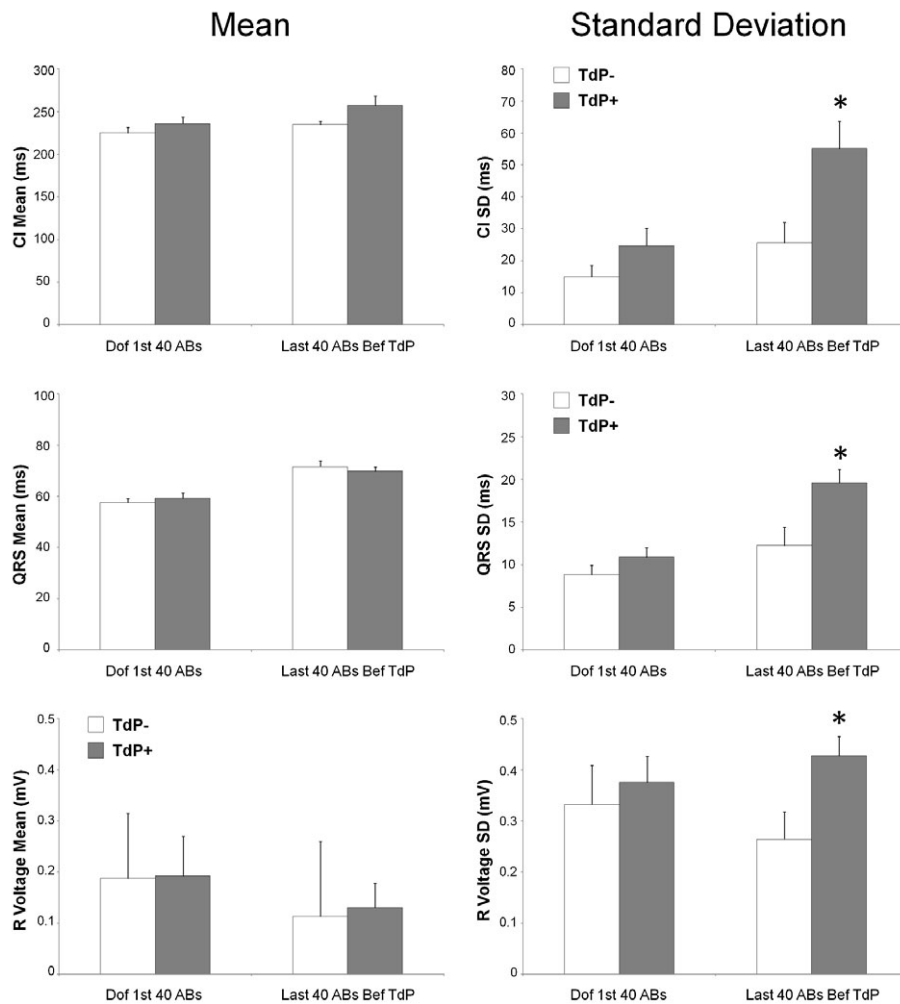 Mean
Standard Deviation
CI Mean (ms)
300
250
200
150
100
50
0
Dof 1st 40 ABs
Last 40 ABs Bef TdP
CI SD (ms)
80
70
60
50
40
30
20
10
0
TdP-
TdP+
*
Dof 1st 40 ABs
Last 40 ABs Bef TdP
QRS Mean (ms)
100
80
60
40
20
0
Dof 1st 40 ABs
Last 40 ABs Bef TdP
QRS SD (ms)
30
25
20
15
10
5
0
TdP-
TdP+
*
Dof 1st 40 ABs
Last 40 ABs Bef TdP
R Voltage Mean (mV)
0.5
0.4
0.3
0.2
0.1
0
TdP-
TdP+
Dof 1st 40 ABs
Last 40 ABs Bef TdP
R Voltage SD (mV)
0.5
0.4
0.3
0.2
0.1
0
*
Dof 1st 40 ABs
Last 40 ABs Bef TdP